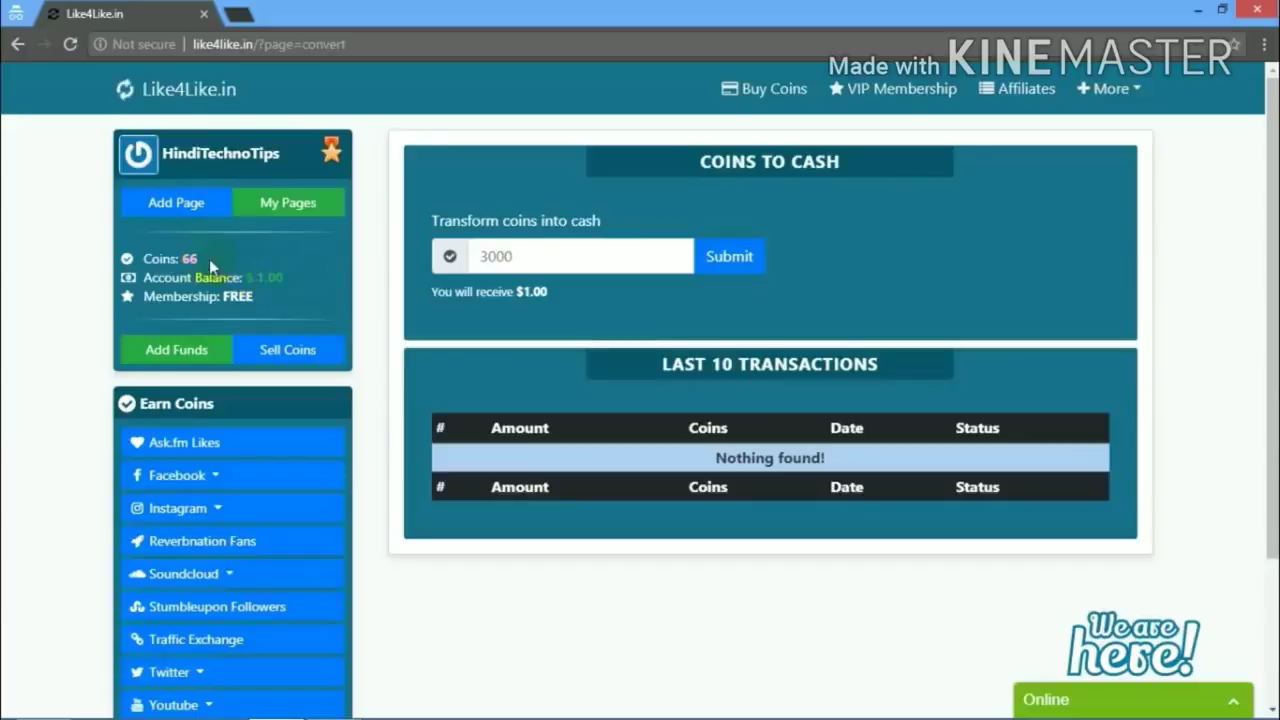 Like4Like.in
Not secure | like4like.in/?page=convert
Made with KINEMASTER
Like4Like.in
Buy Coins
VIP Membership
Affiliates
More
HindiTechnoTips
Add Page
My Pages
Coins: 66
Account Balance: $ 1.00
Membership: FREE
Add Funds
Sell Coins
Earn Coins
Ask.fm Likes
Facebook
Instagram
Reverbnation Fans
Soundcloud
Stumbleupon Followers
Traffic Exchange
Twitter
Youtube
COINS TO CASH
Transform coins into cash
3000
Submit
You will receive $1.00
LAST 10 TRANSACTIONS
# Amount Coins Date Status
Nothing found!
# Amount Coins Date Status
We are
here!
Online